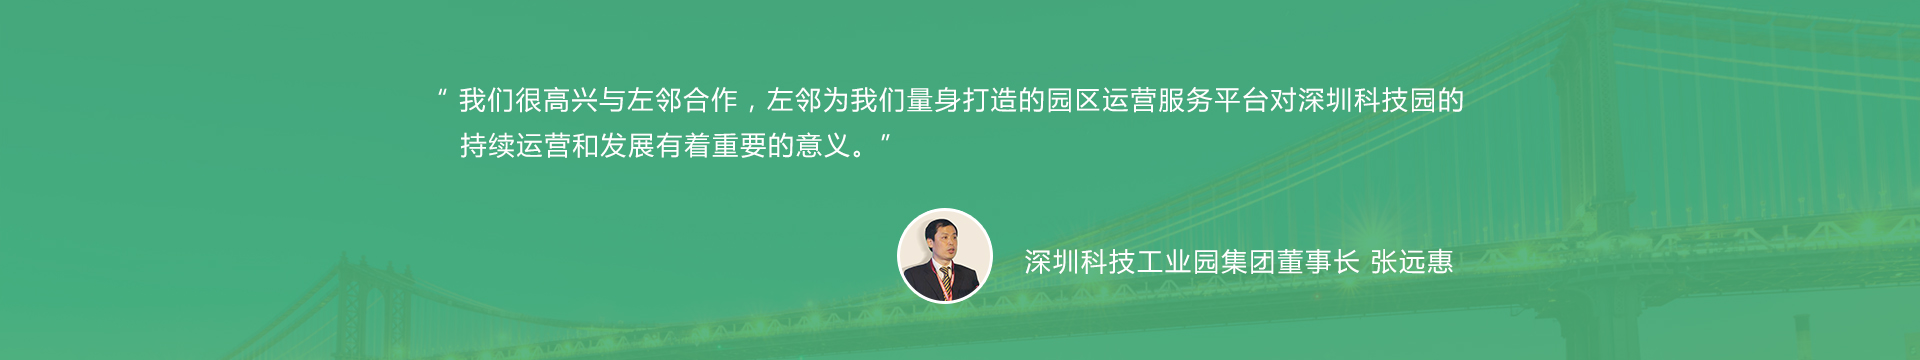 “ 我们很高兴与左邻合作，左邻为我们量身打造的园区运营服务平台对深圳科技园的
持续运营和发展有着重要的意义。”
深圳科技工业园集团董事长 张远惠